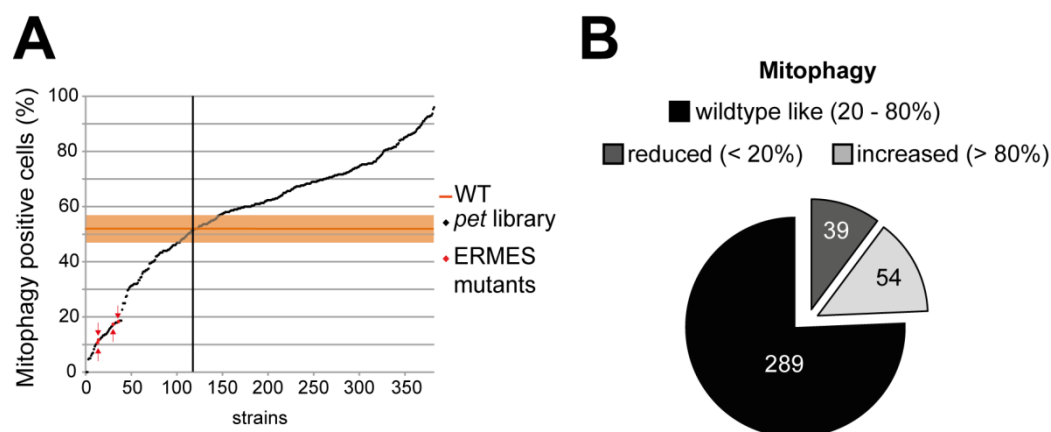 A
Mitophagy positive cells (%)
100
80
60
40
20
0
0
50
100
150
200
250
300
350
strains
WT
pet library
ERMES
mutants
B
Mitophagy
wildtype like (20 - 80%)
reduced (< 20%)
increased (> 80%)
39
54
289